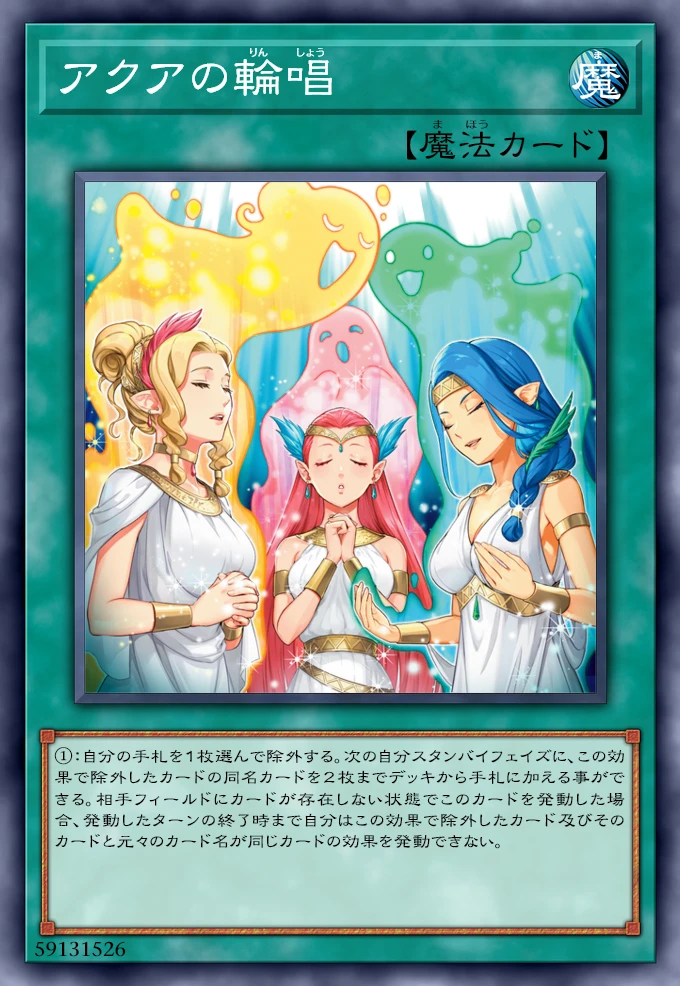 アクアの輪唱
りん しょう
魔
ま
【魔法カード】
ま ほう
①：自分の手札を1枚選んで除外する。次の自分スタンバイフェイズに、この効
果で除外したカードの同名カードを2枚までデッキから手札に加える事がで
きる。相手フィールドにカードが存在しない状態でこのカードを発動した場
合、発動したターンの終了時まで自分はこの効果で除外したカード及びその
カードと元々のカード名が同じカードの効果を発動できない。
59131526